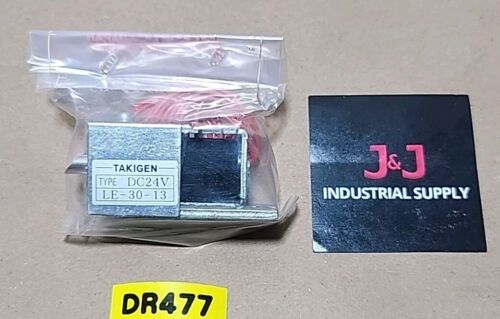 TAKIGEN
TYPE DC24V
LE-30-13
J&J
INDUSTRIAL SUPPLY
DR477